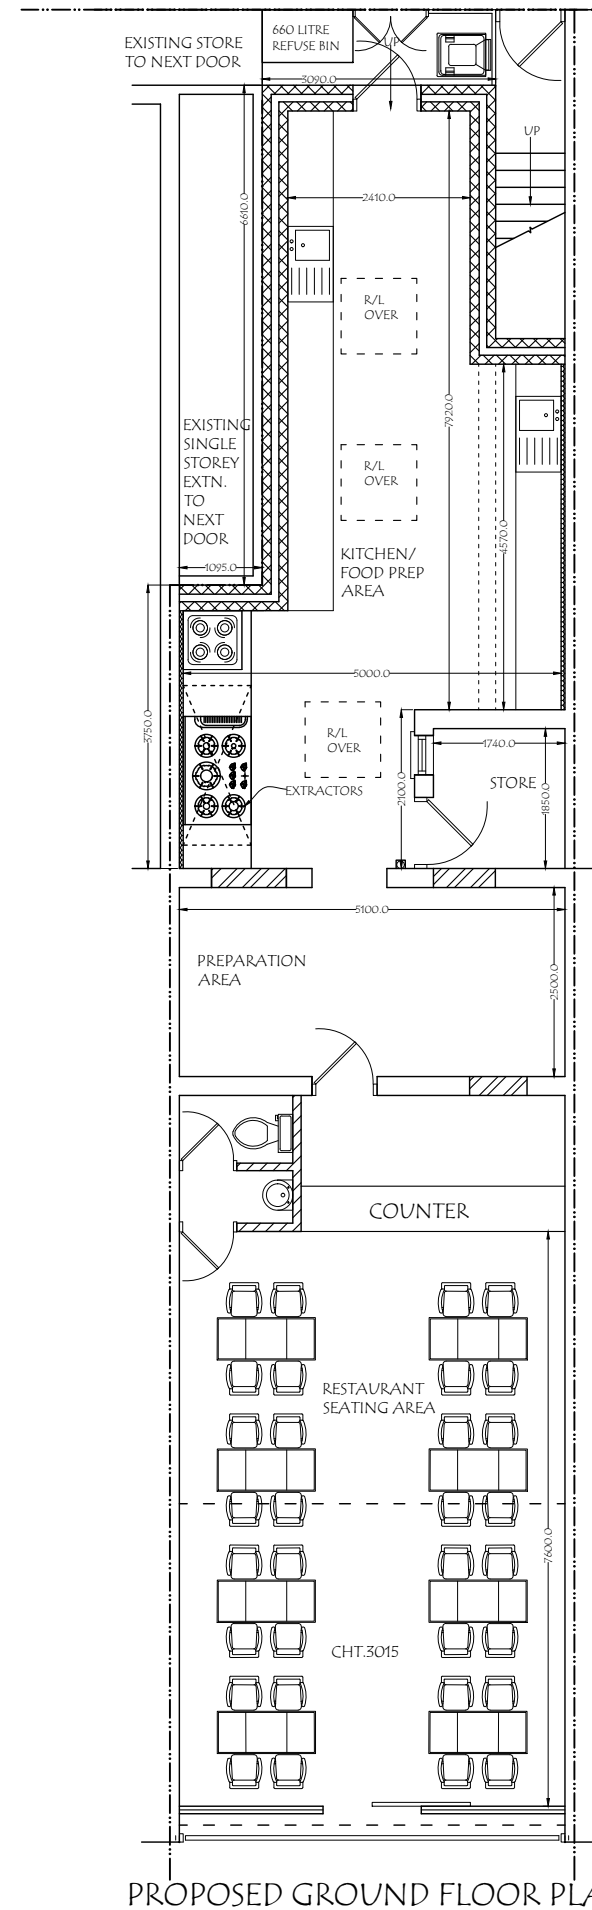 EXISTING STORE
TO NEXT DOOR
660 LITRE
REFUSE BIN
UP
3090.0
UP
6610.0
2410.0
R/L
OVER
7920.0
EXISTING
SINGLE
STOREY
EXTN.
TO
NEXT
DOOR
R/L
OVER
4570.0
KITCHEN/
FOOD PREP
AREA
1095.0
3750.0
5000.0
R/L
OVER
2100.0
1740.0
STORE
1850.0
EXTRACTORS
5100.0
PREPARATION
AREA
2500.0
COUNTER
RESTAURANT
SEATING AREA
7600.0
CHT.3015
PROPOSED GROUND FLOOR PLA